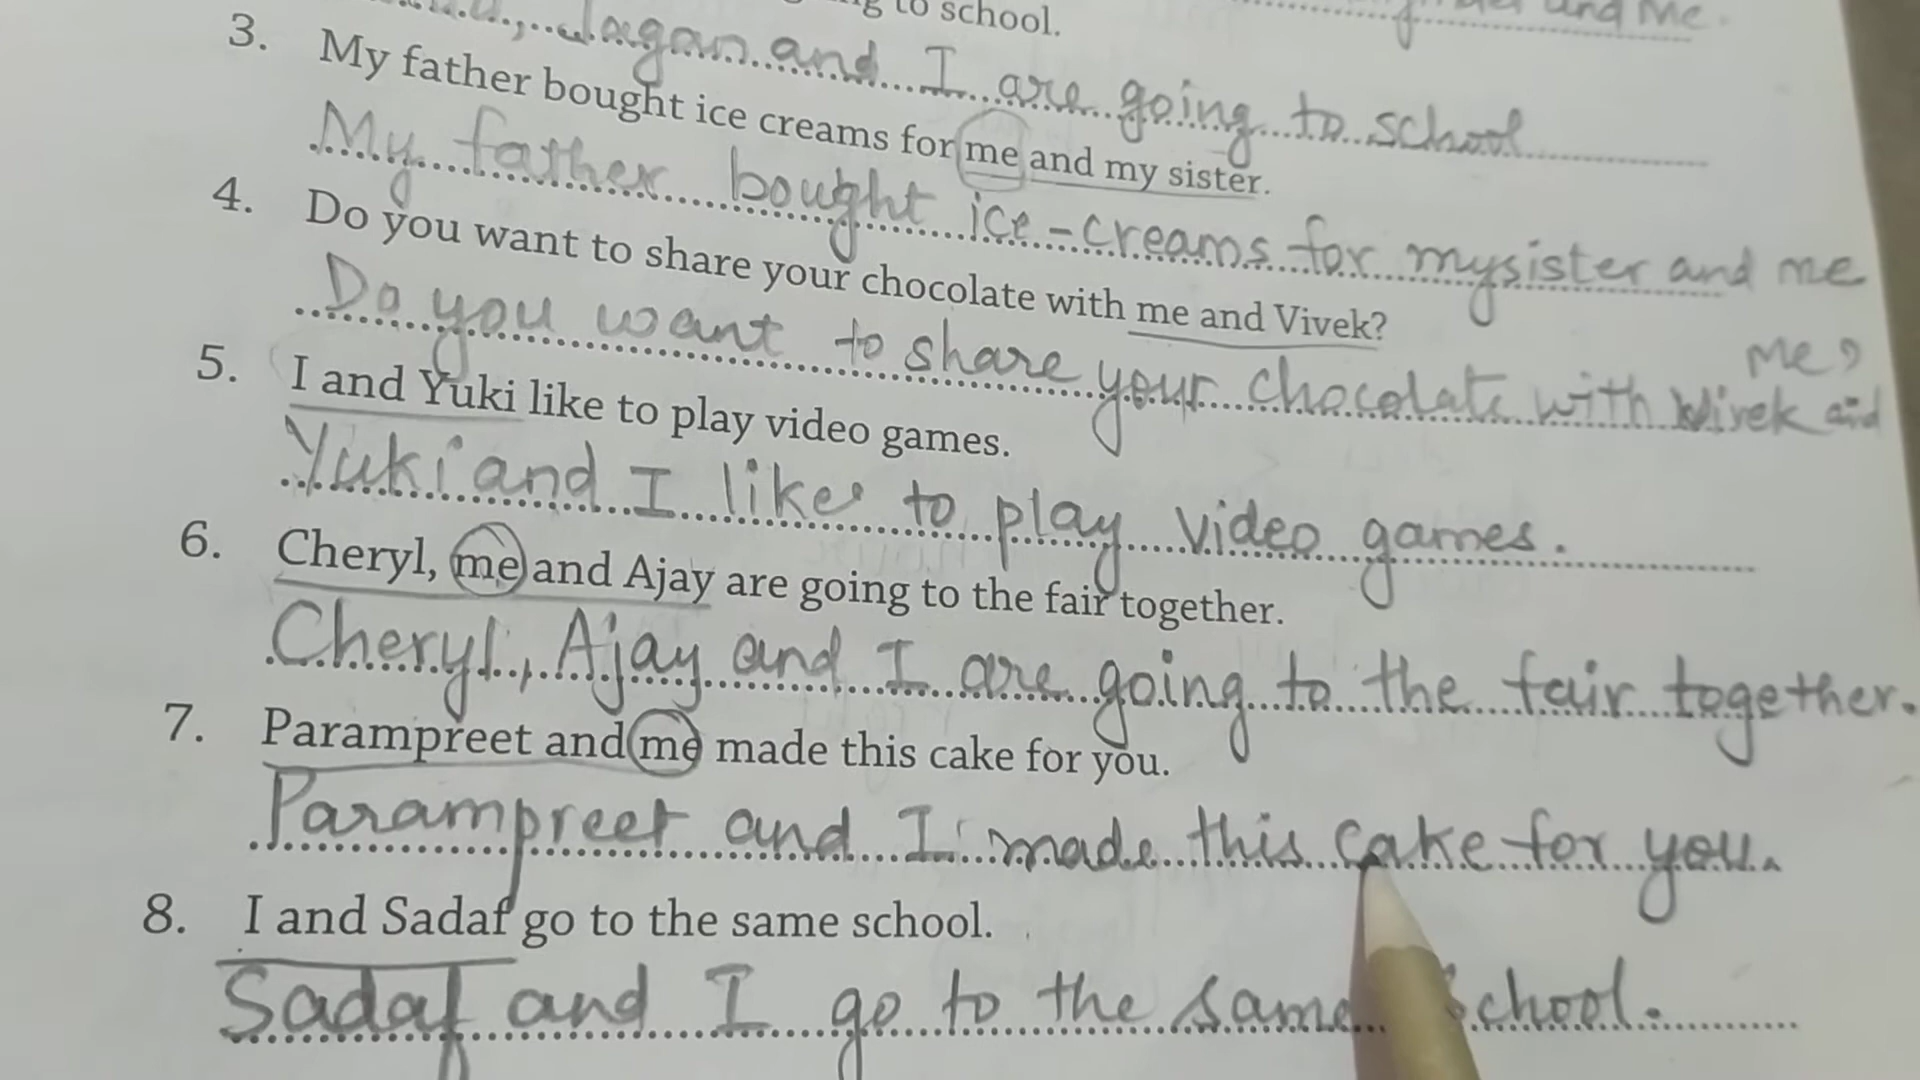 to school.
and me.
Jagan and I are going to school
3. My father bought ice creams for me and my sister.
My father bought ice-creams for my sister and me
4. Do you want to share your chocolate with me and Vivek?
me?
Do you want to share your chocolate with Vivek and
5. I and Yuki like to play video games.
Yuki and I like to play video games.
6. Cheryl, me and Ajay are going to the fair together.
Cheryl, Ajay and I are going to the fair together.
7. Parampreet and me made this cake for you.
Parampreet and I made this cake for you.
8. I and Sadaf go to the same school.
Sadaf and I go to the same school.